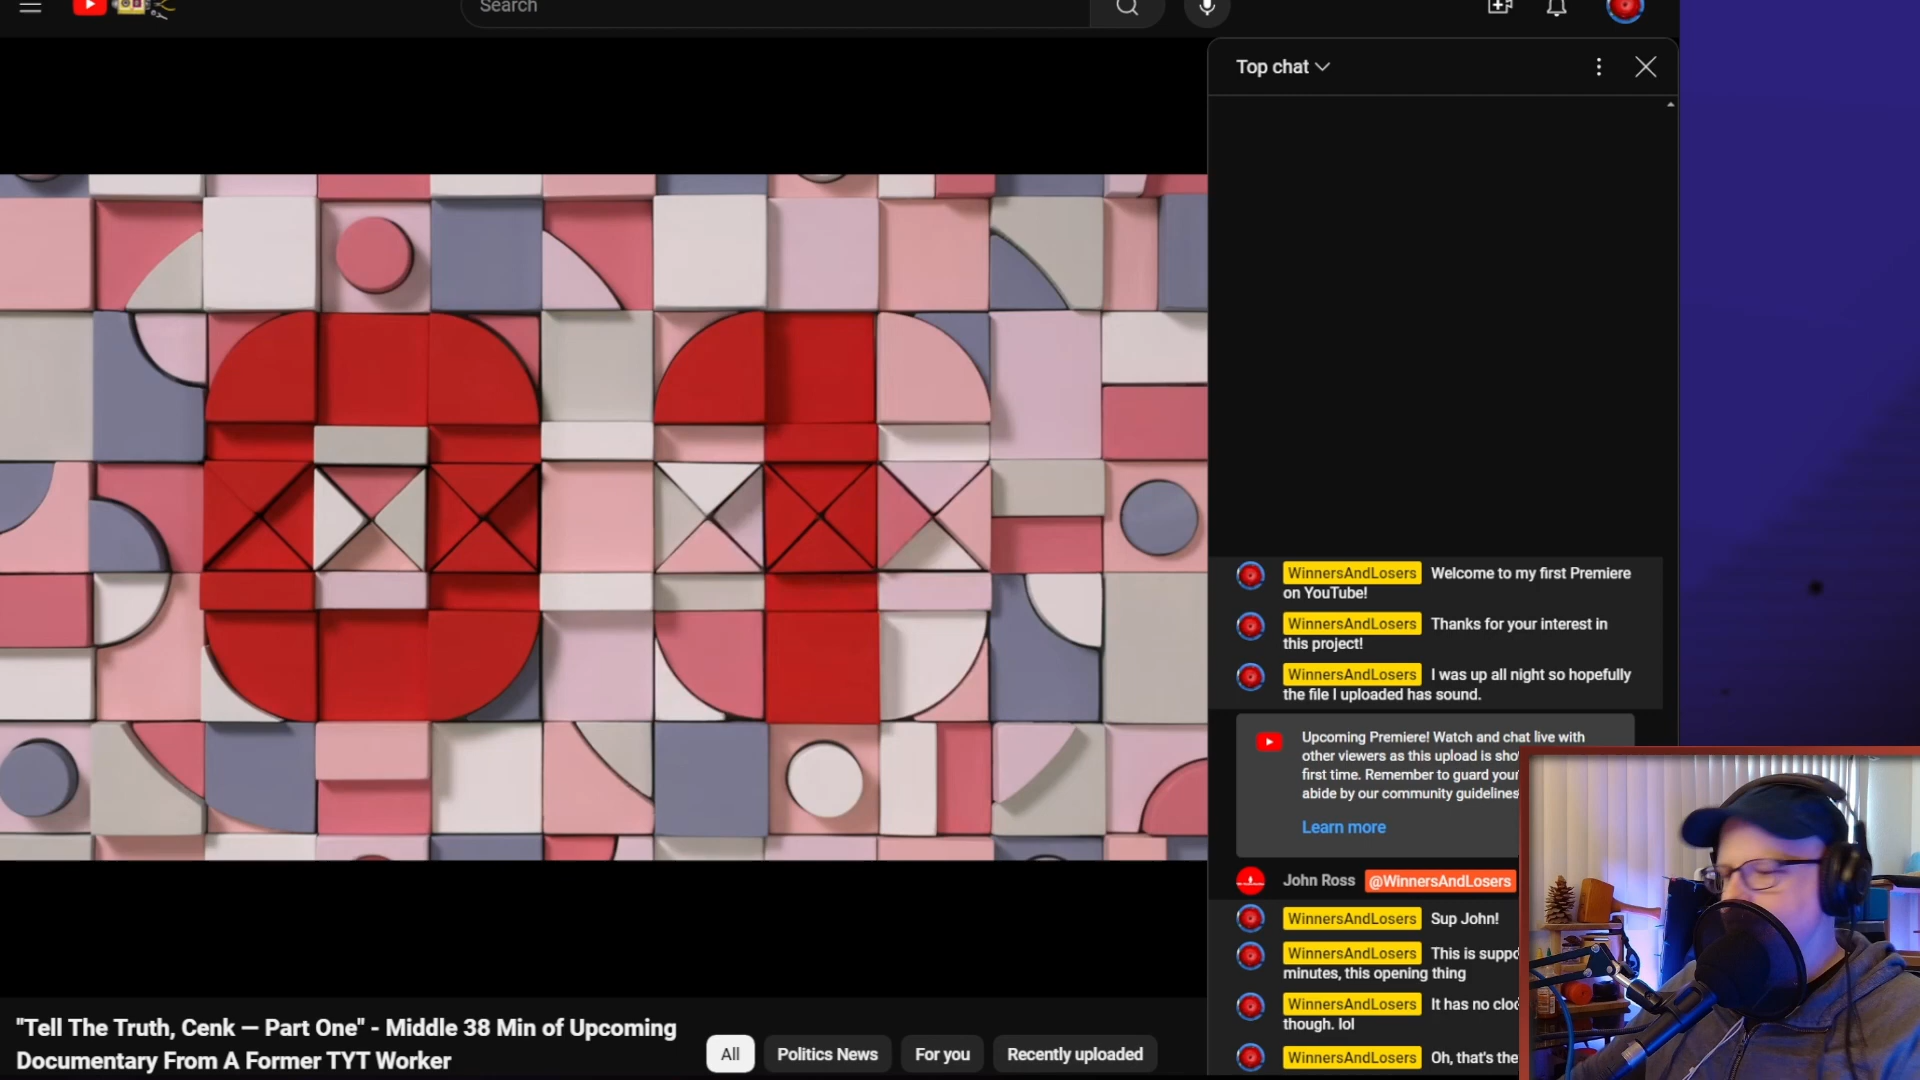 Search
Top chat
01
WinnersAndLosers Welcome to my first Premiere
on YouTube!
WinnersAndLosers Thanks for your interest in
this project!
WinnersAndLosers I was up all night so hopefully
the file I uploaded has sound.
Upcoming Premiere! Watch and chat live with
other viewers as this upload is
first time. Remember to guard
abide by our community guidelines
Learn more
John Ross @WinnersAndLosers
WinnersAndLosers Sup John!
WinnersAndLosers This is
minutes, this opening thing
WinnersAndLosers It has no
though. lol
WinnersAndLosers Oh, that's
"Tell The Truth, Cenk — Part One" - Middle 38 Min of Upcoming
Documentary From A Former TYT Worker
All Politics News For you Recently uploaded